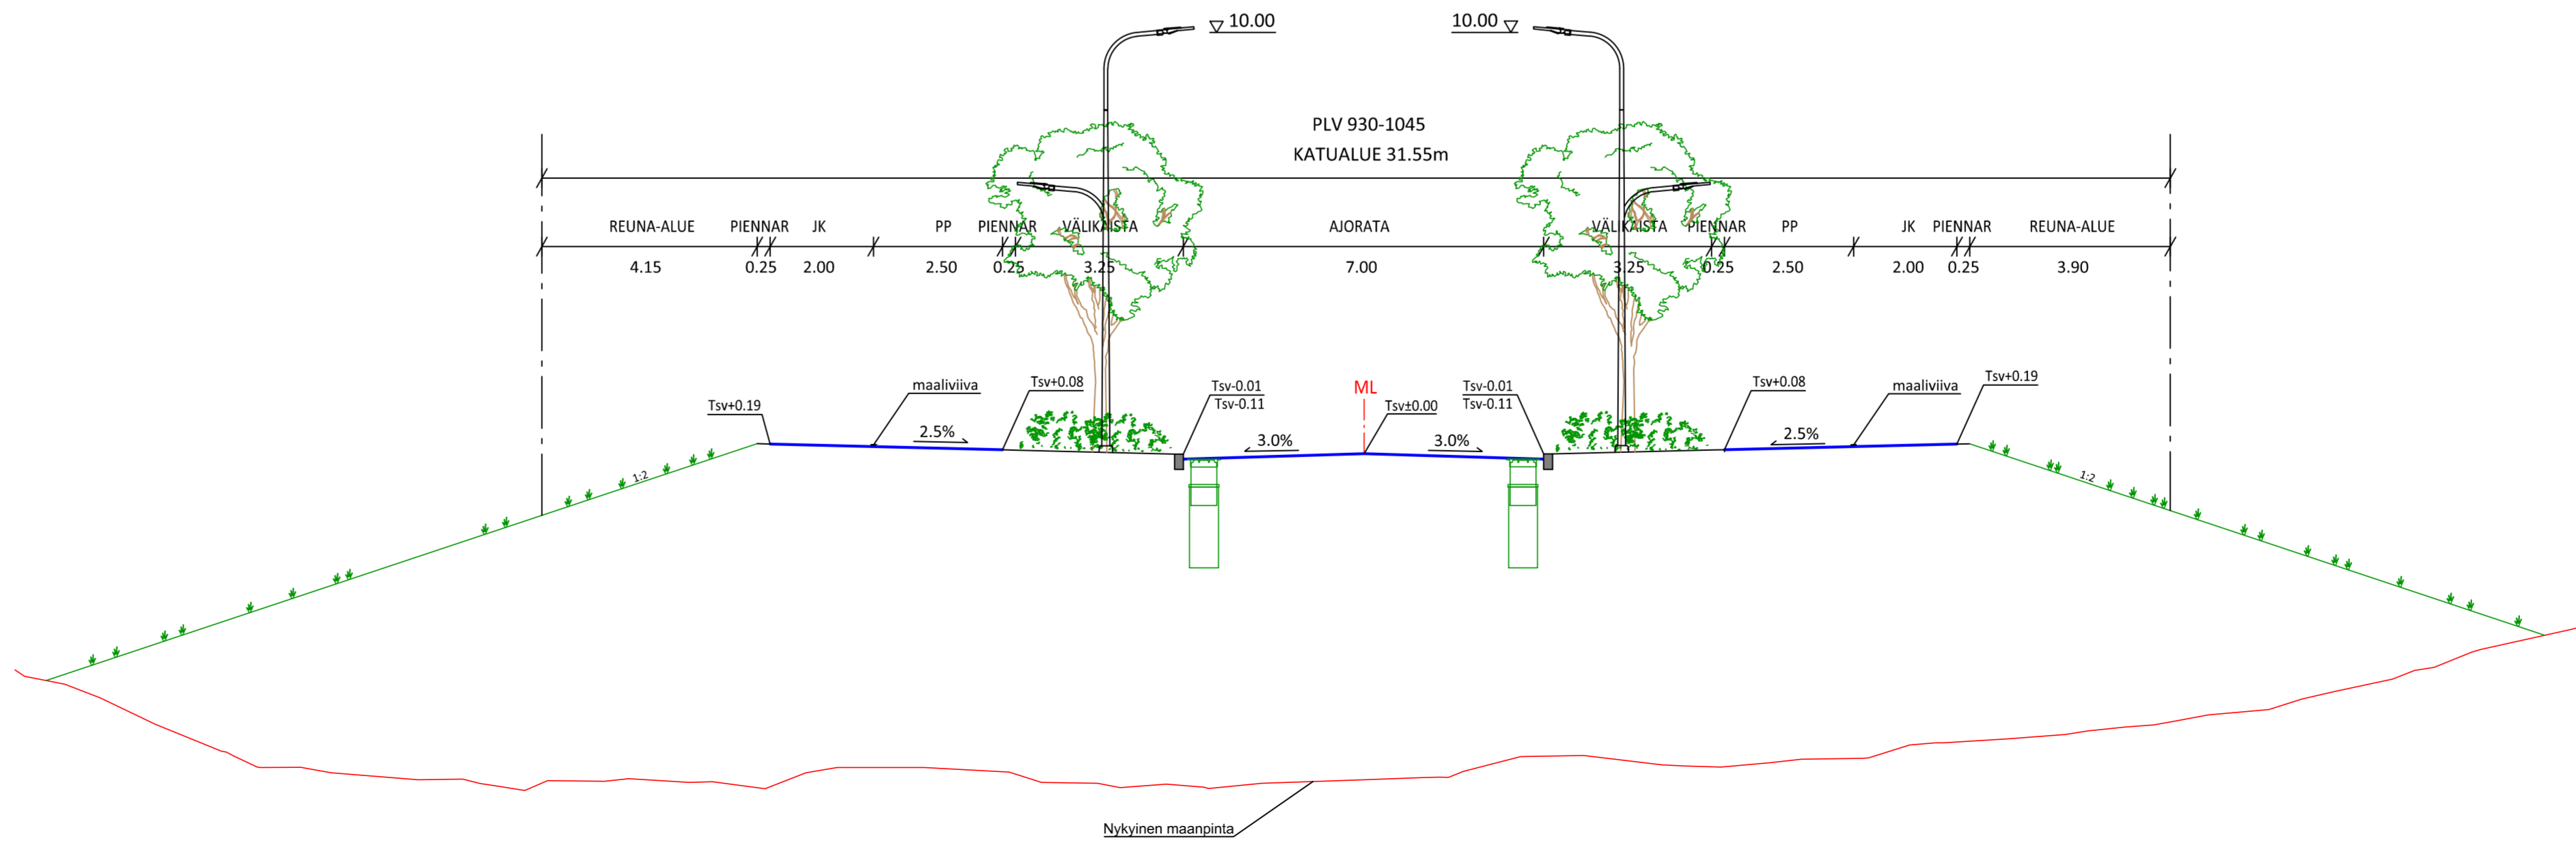 10.00 10.00
PLV 930-1045
KATUALUE 31.55m
REUNA-ALUE PIENNAR JK PP PIENNAR VÄLIKAISTA AJORATA VÄLIKAISTA PIENNAR PP JK PIENNAR REUNA-ALUE
4.15 0.25 2.00 2.50 0.25 3.25 7.00 3.25 0.25 2.50 2.00 0.25 3.90
Tsv+0.19
maaliviiva
2.5%
Tsv+0.08
Tsv-0.01
Tsv-0.11
3.0%
ML
Tsv±0.00
3.0%
Tsv-0.01
Tsv-0.11
Tsv+0.08
2.5%
maaliviiva
Tsv+0.19
1:2
1:2
Nykyinen maanpinta